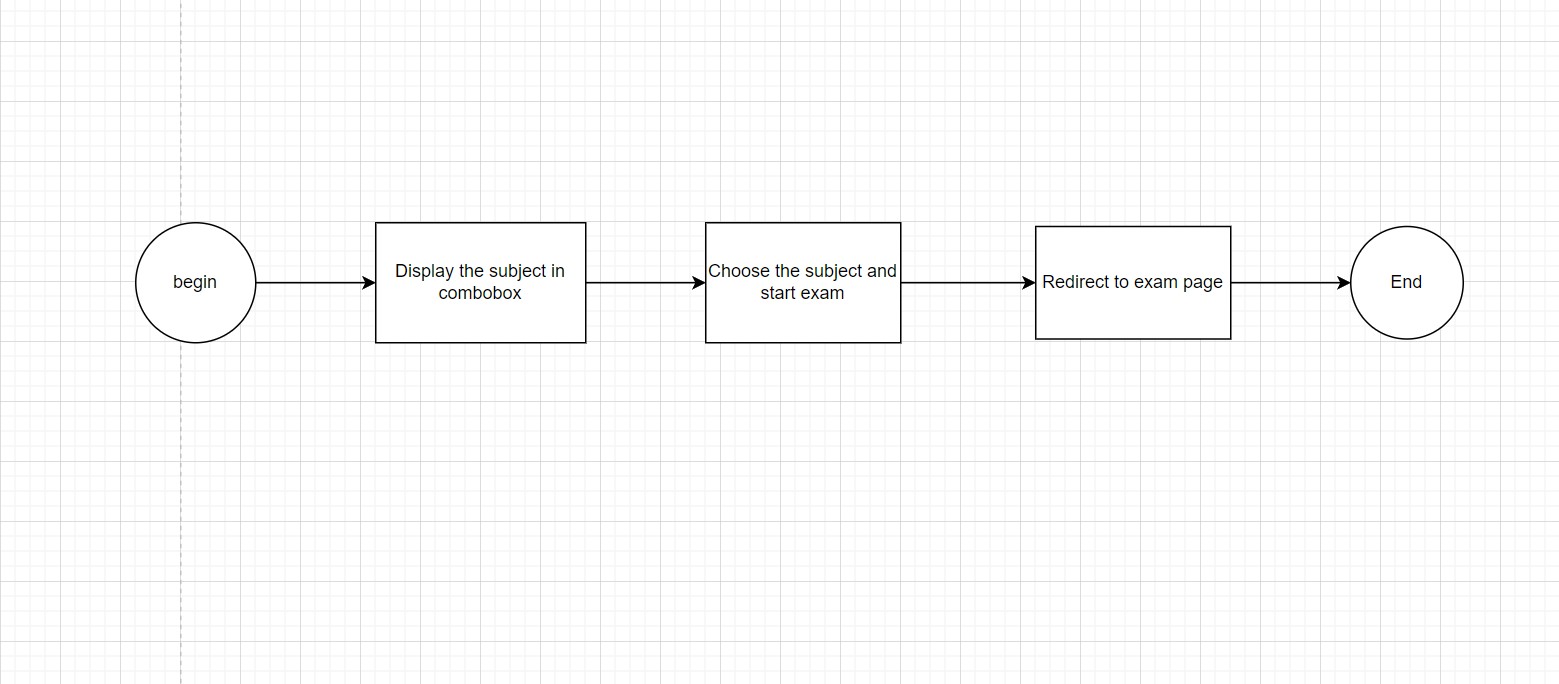 begin
Display the subject in
combobox
Choose the subject and
start exam
Redirect to exam page
End